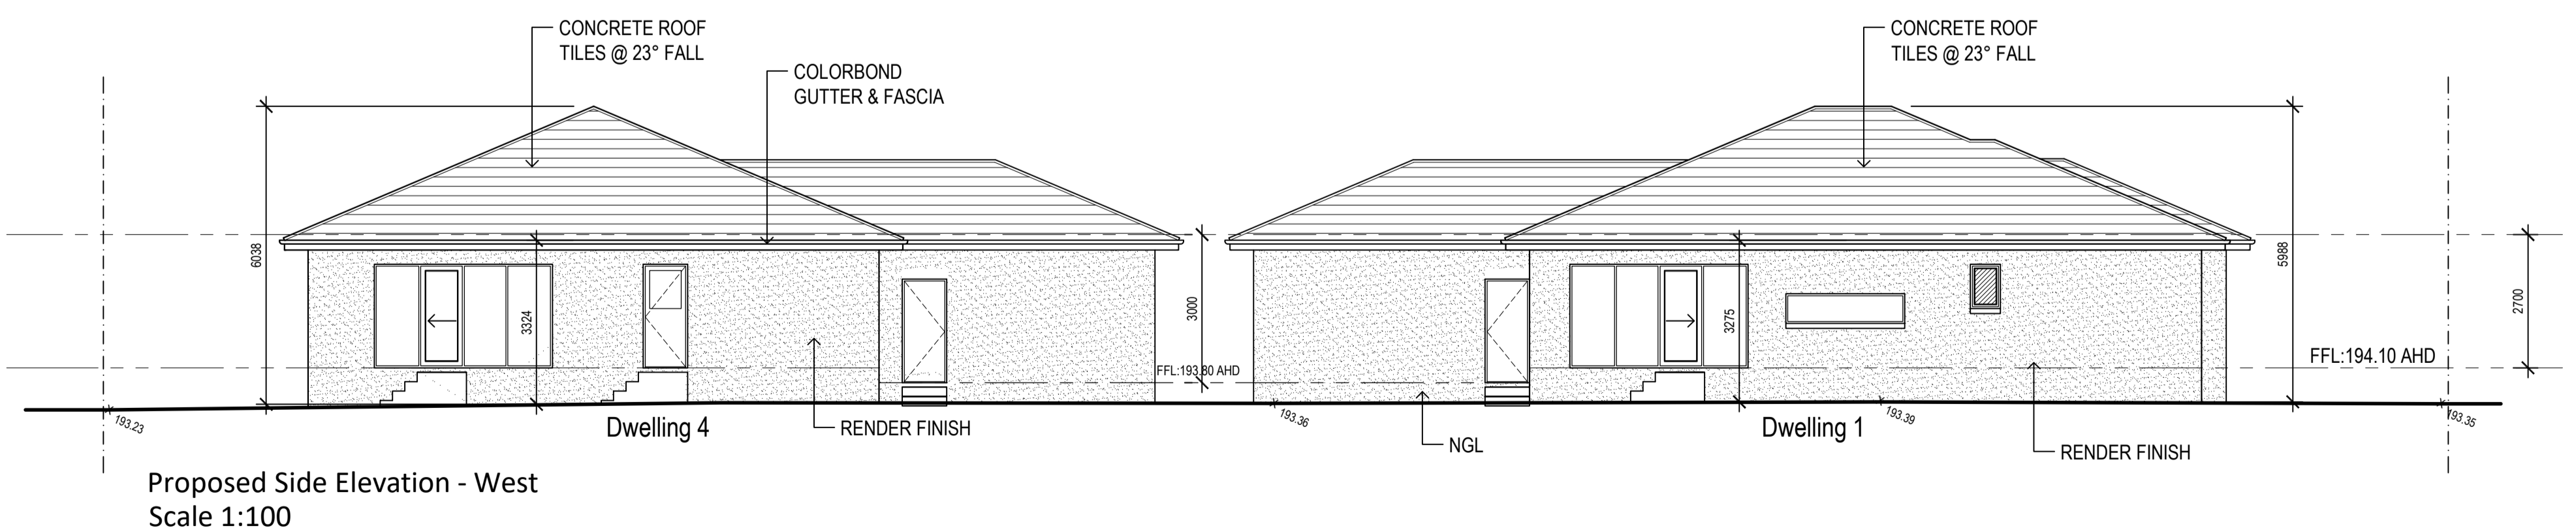 CONCRETE ROOF
TILES @ 23° FALL
COLORBOND
GUTTER & FASCIA
CONCRETE ROOF
TILES @ 23° FALL
6038
3324
3000
3275
5988
2700
FFL:193.80 AHD
FFL:194.10 AHD
193.23
Dwelling 4
RENDER FINISH
193.36
NGL
Dwelling 1
193.39
RENDER FINISH
193.35
Proposed Side Elevation - West
Scale 1:100